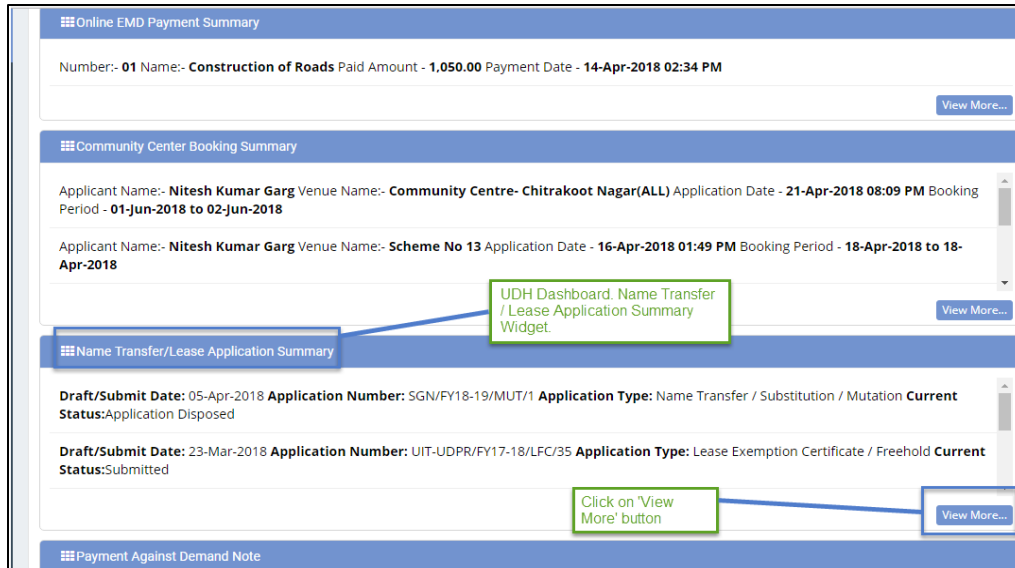 Online EMD Payment Summary
Number:- 01 Name:- Construction of Roads Paid Amount - 1,050.00 Payment Date - 14-Apr-2018 02:34 PM
View More...
Community Center Booking Summary
Applicant Name:- Nitesh Kumar Garg Venue Name:- Community Centre- Chitrakoot Nagar(ALL) Application Date - 21-Apr-2018 08:09 PM Booking
Period - 01-Jun-2018 to 02-Jun-2018
Applicant Name:- Nitesh Kumar Garg Venue Name:- Scheme No 13 Application Date - 16-Apr-2018 01:49 PM Booking Period - 18-Apr-2018 to 18-
Apr-2018
UDH Dashboard. Name Transfer
/ Lease Application Summary
Widget.
View More...
Name Transfer/Lease Application Summary
Draft/Submit Date: 05-Apr-2018 Application Number: SGN/FY18-19/MUT/1 Application Type: Name Transfer / Substitution / Mutation Current
Status:Application Disposed
Draft/Submit Date: 23-Mar-2018 Application Number: UIT-UDPR/FY17-18/LFC/35 Application Type: Lease Exemption Certificate / Freehold Current
Status:Submitted
Click on 'View
More' button
View More...
Payment Against Demand Note